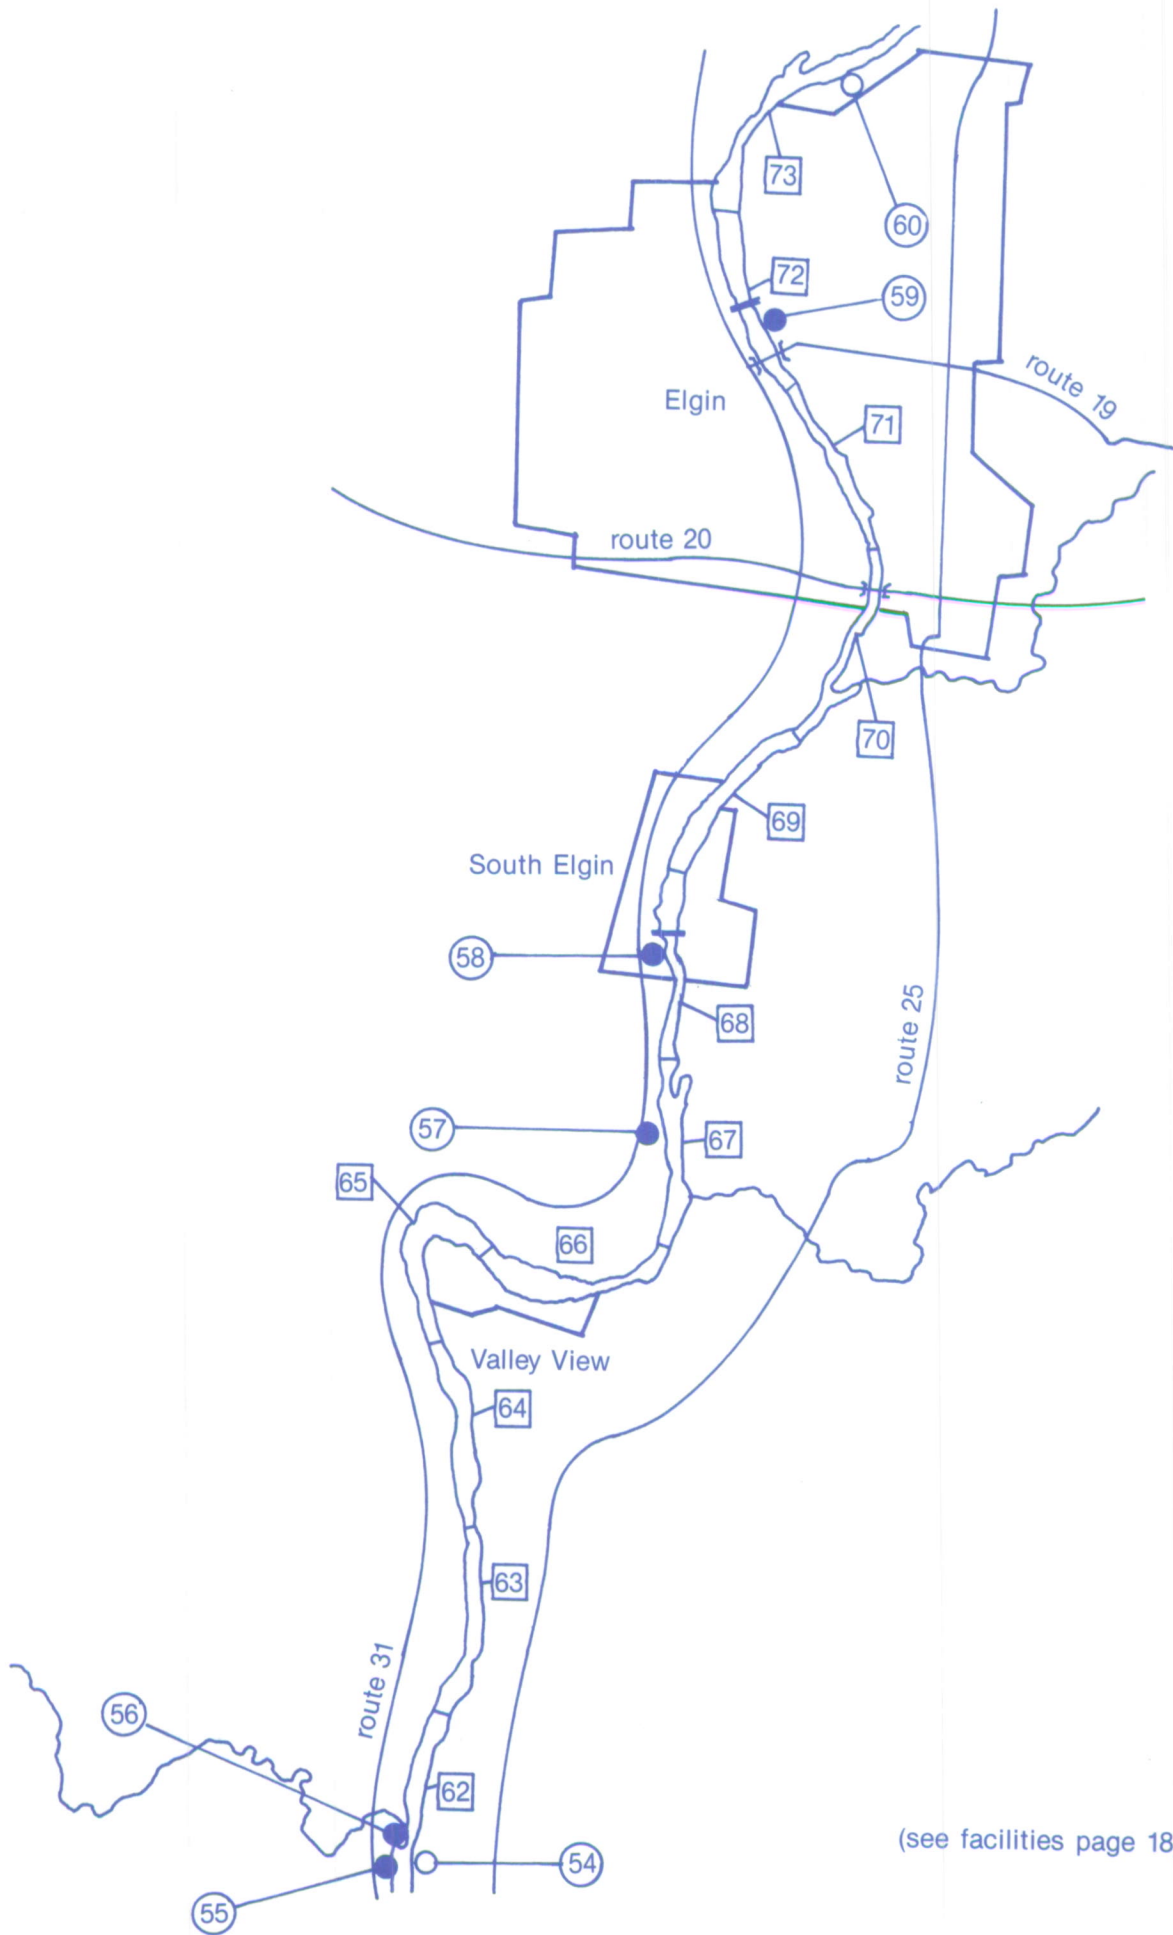 73
60
72
59
route 19
Elgin
71
route 20
70
69
South Elgin
58
68
route 25
57
67
65
66
Valley View
64
63
route 31
56
62
(see facilities page 18
54
55